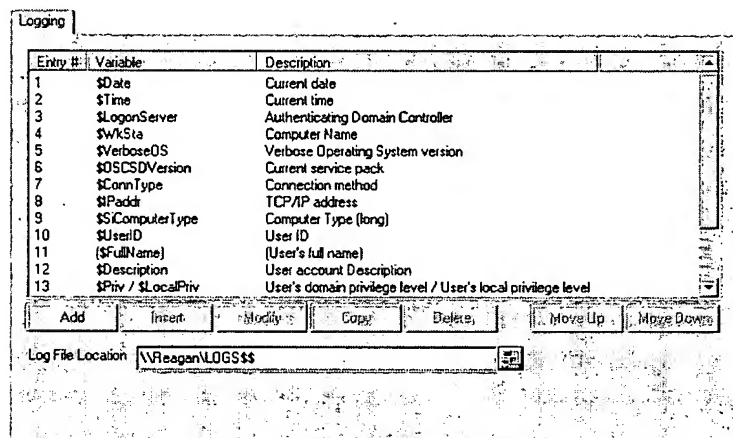 Logging
Entry # Variable Description
1 $Date Current date
2 $Time Current time
3 $LogonServer Authenticating Domain Controller
4 $WkSta Computer Name
5 $VerboseOS Verbose Operating System version
6 $OSCSDVersion Current service pack
7 $ConnType Connection method
8 $IPaddr TCP/IP address
9 $SiComputerType Computer Type (long)
10 $UserID User ID
11 ($FullName) (User's full name)
12 $Description User account Description
13 $Priv / $LocalPriv User's domain privilege level / User's local privilege level
Add Insert Modify Copy Delete Move Up Move Down
Log File Location \\Reagan\LOGS$$